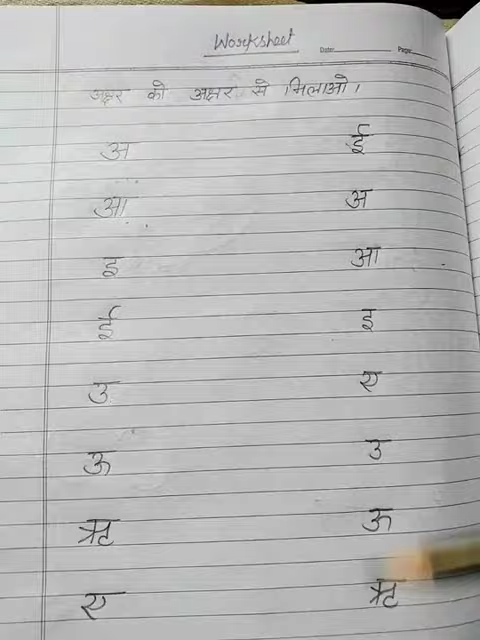 Worksheet Date: Page:
अक्षर को अक्षर से मिलाओ।
अ ई
आ अ
इ आ
ई इ
उ ए
ऊ उ
ऋ ऊ
ए ऋ